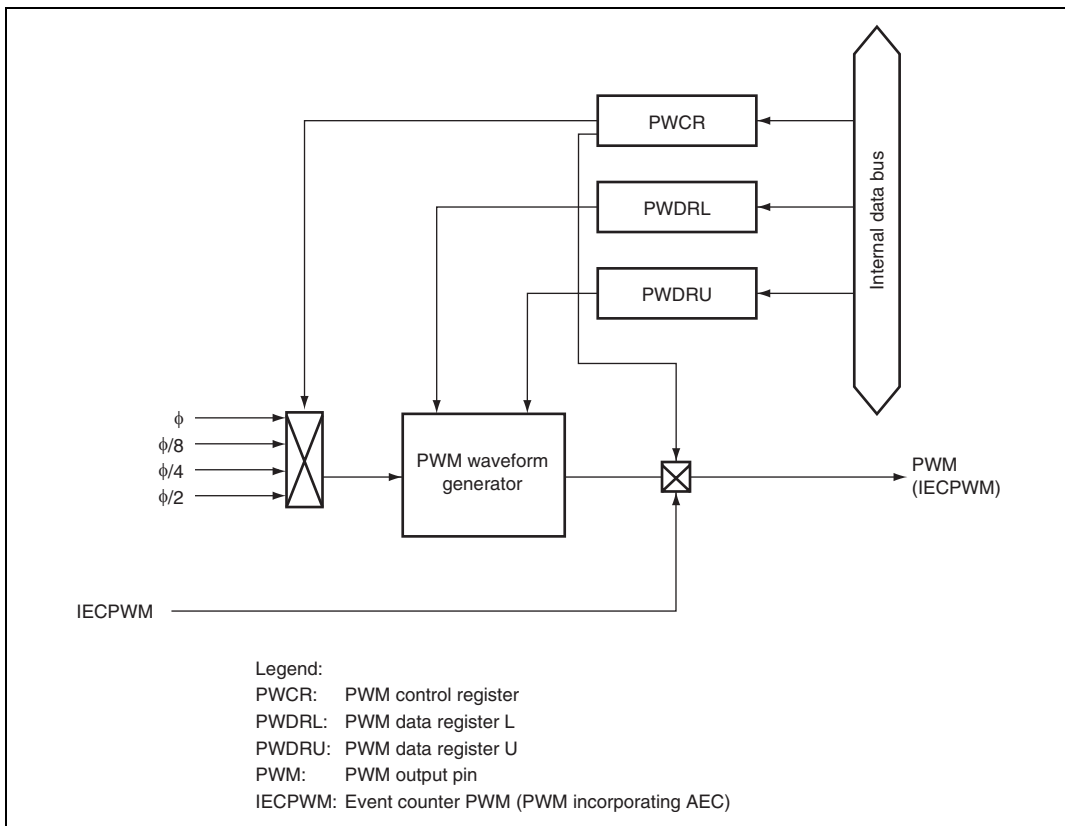 PWCR
PWDRL
PWDRU
Internal data bus
ϕ
ϕ/8
ϕ/4
ϕ/2
PWM waveform
generator
PWM
(IECPWM)
IECPWM
Legend:
PWCR: PWM control register
PWDRL: PWM data register L
PWDRU: PWM data register U
PWM: PWM output pin
IECPWM: Event counter PWM (PWM incorporating AEC)